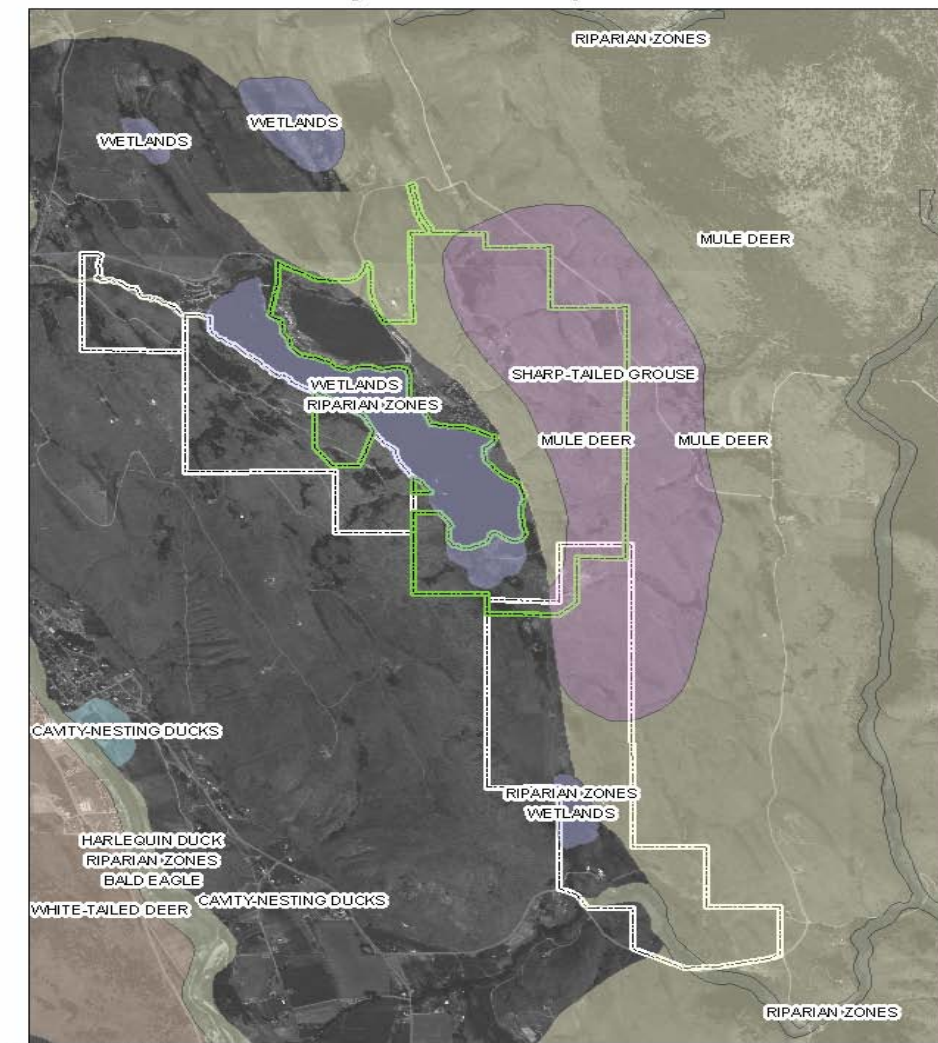 RIPARIAN ZONES
WETLANDS
WETLANDS
MULE DEER
SHARP-TAILED GROUSE
WETLANDS
RIPARIAN ZONES
MULE DEER
MULE DEER
CAVITY-NESTING DUCKS
RIPARIAN ZONES
WETLANDS
HARLEQUIN DUCK
RIPARIAN ZONES
BALD EAGLE
WHITE-TAILED DEER
CAVITY-NESTING DUCKS
RIPARIAN ZONES